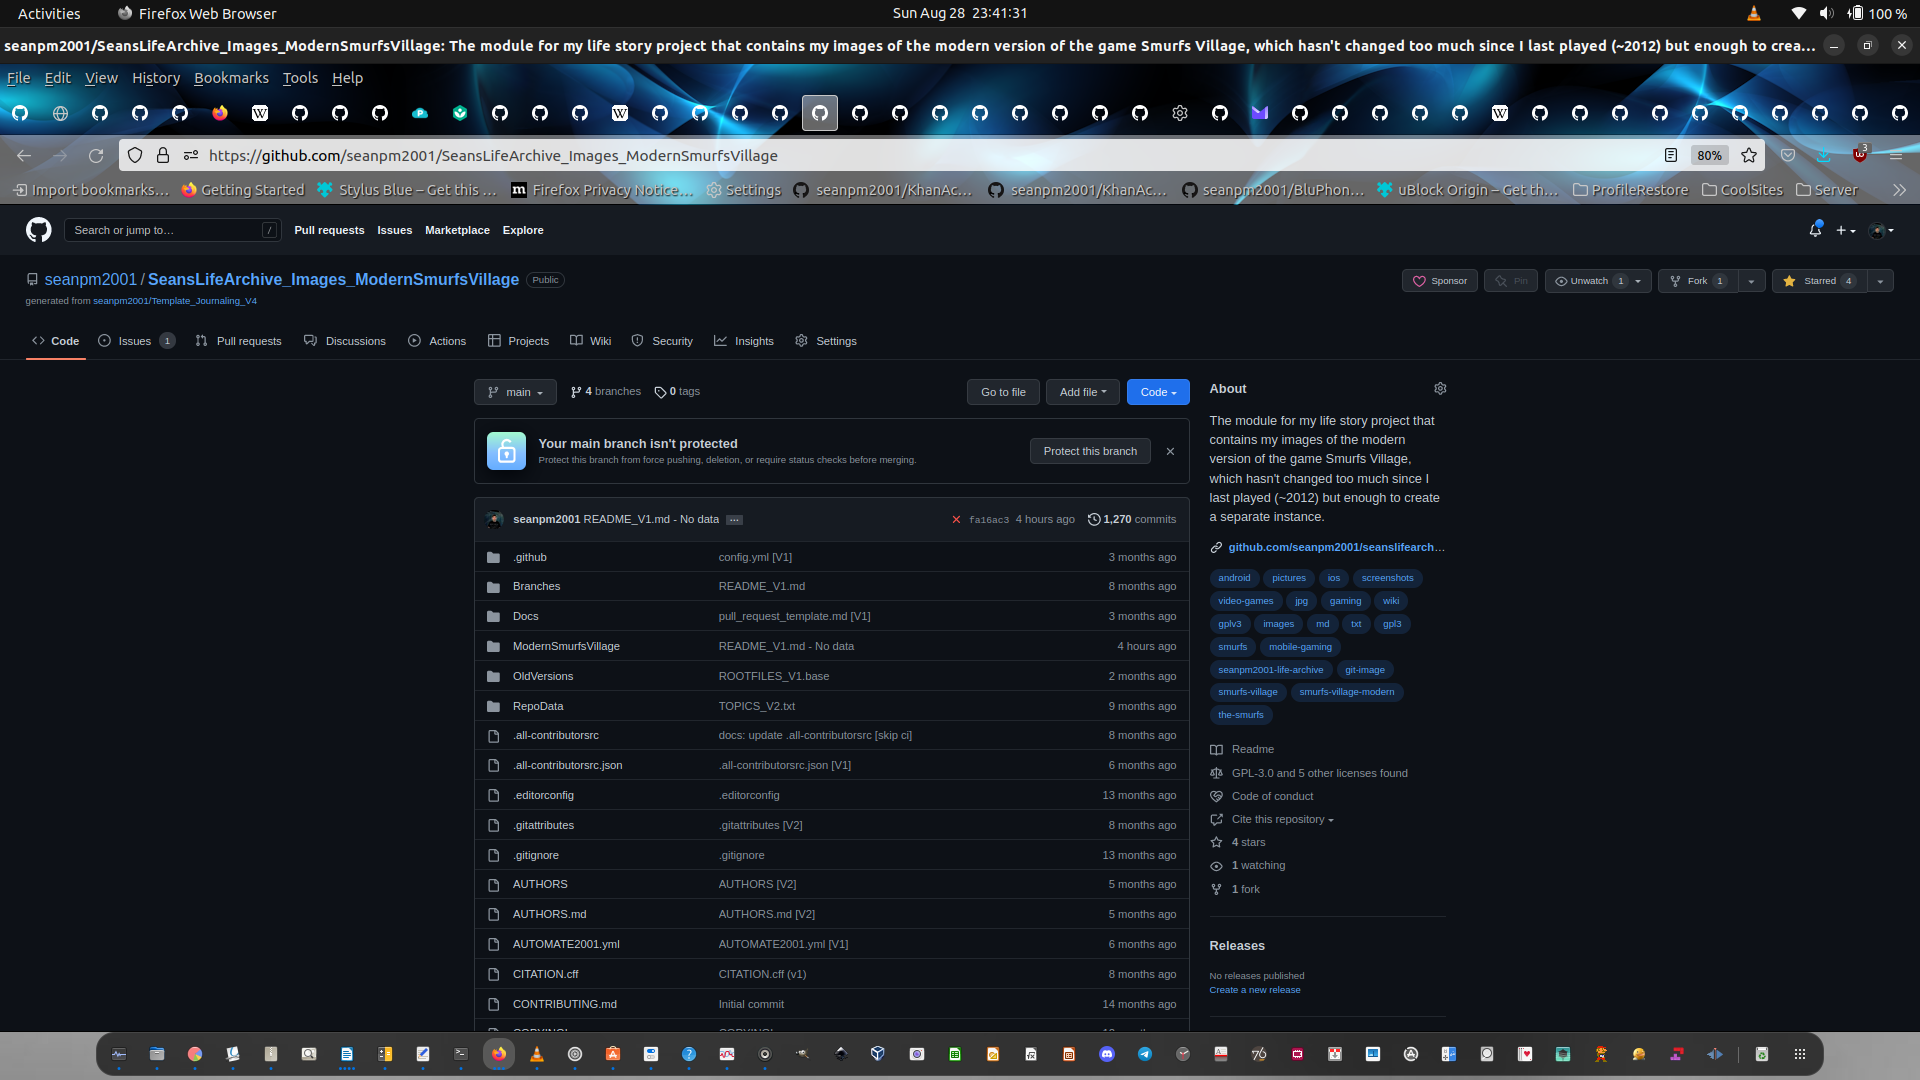 Activities
Firefox Web Browser
Sun Aug 28 23:41:31
100 %
seanpm2001/SeansLifeArchive_Images_ModernSmurfsVillage: The module for my life story project that contains my images of the modern version of the game Smurfs Village, which hasn't changed too much since I last played (~2012) but enough to crea…
File Edit View History Bookmarks Tools Help
https://github.com/seanpm2001/SeansLifeArchive_Images_ModernSmurfsVillage
80%
3
Import bookmarks… Getting Started Stylus Blue – Get this … Firefox Privacy Notice… Settings seanpm2001/KhanAc… seanpm2001/KhanAc… seanpm2001/BluPhon… uBlock Origin – Get th… ProfileRestore CoolSites Server
Search or jump to… /
Pull requests Issues Marketplace Explore
seanpm2001 / SeansLifeArchive_Images_ModernSmurfsVillage Public
generated from seanpm2001/Template_Journaling_V4
Sponsor Pin Unwatch 1 Fork 1 Starred 4
Code Issues 1 Pull requests Discussions Actions Projects Wiki Security Insights Settings
main 4 branches 0 tags Go to file Add file Code
Your main branch isn't protected
Protect this branch from force pushing, deletion, or require status checks before merging.
Protect this branch
seanpm2001 README_V1.md - No data … fa16ac3 4 hours ago 1,270 commits
.github config.yml [V1] 3 months ago
Branches README_V1.md 8 months ago
Docs pull_request_template.md [V1] 3 months ago
ModernSmurfsVillage README_V1.md - No data 4 hours ago
OldVersions ROOTFILES_V1.base 2 months ago
RepoData TOPICS_V2.txt 9 months ago
.all-contributorsrc docs: update .all-contributorsrc [skip ci] 8 months ago
.all-contributorsrc.json .all-contributorsrc.json [V1] 6 months ago
.editorconfig .editorconfig 13 months ago
.gitattributes .gitattributes [V2] 8 months ago
.gitignore .gitignore 13 months ago
AUTHORS AUTHORS [V2] 5 months ago
AUTHORS.md AUTHORS.md [V2] 5 months ago
AUTOMATE2001.yml AUTOMATE2001.yml [V1] 6 months ago
CITATION.cff CITATION.cff (v1) 8 months ago
CONTRIBUTING.md Initial commit 14 months ago
About
The module for my life story project that
contains my images of the modern
version of the game Smurfs Village,
which hasn't changed too much since I
last played (~2012) but enough to create
a separate instance.
github.com/seanpm2001/seanslifearch…
android pictures ios screenshots
video-games jpg gaming wiki
gplv3 images md txt gpl3
smurfs mobile-gaming
seanpm2001-life-archive git-image
smurfs-village smurfs-village-modern
the-smurfs
Readme
GPL-3.0 and 5 other licenses found
Code of conduct
Cite this repository
4 stars
1 watching
1 fork
Releases
No releases published
Create a new release